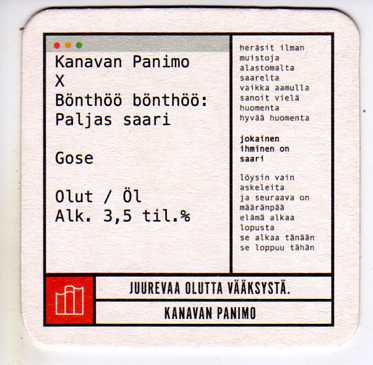 Kanavan Panimo
X
Bönthöö bönthöö:
Paljas saari
Gose
Olut / Öl
Alk. 3,5 til.%
heräsit ilman
muistoja
alastomalta
saarelta
vaikka aamulla
sanoit vielä
huomenta
hyvää huomenta
jokainen
ihminen on
saari
löysin vain
askeleita
ja seuraava on
määränpää
elämä alkaa
lopusta
se alkaa tänään
se loppuu tähän
JUUREVAA OLUTTA VÄÄKSYSTÄ.
KANAVAN PANIMO